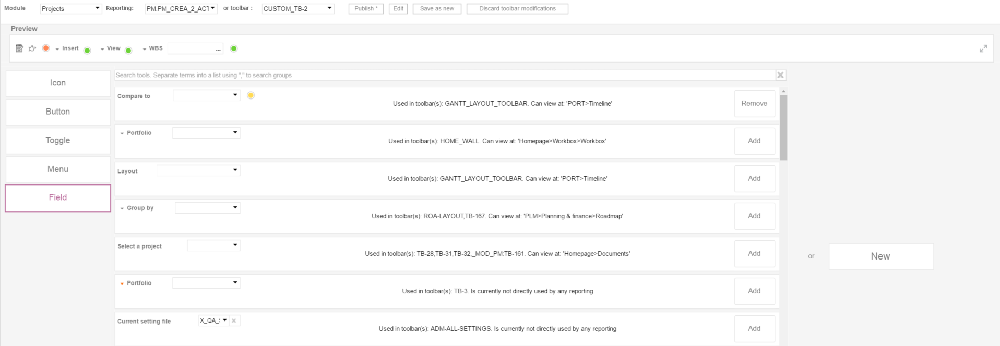 Module Projects Reporting: PM.PM_CREA_2_ACT or toolbar : CUSTOM_TB-2 Publish * Edit Save as new Discard toolbar modifications
Preview
Insert View WBS ...
Icon
Button
Toggle
Menu
Field
Search tools. Separate terms into a list using "," to search groups
Compare to Used in toolbar(s): GANTT_LAYOUT_TOOLBAR. Can view at: 'PORT>Timeline' Remove
Portfolio Used in toolbar(s): HOME_WALL. Can view at: 'Homepage>Workbox>Workbox' Add
Layout Used in toolbar(s): GANTT_LAYOUT_TOOLBAR. Can view at: 'PORT>Timeline' Add
Group by Used in toolbar(s): ROA-LAYOUT,TB-167. Can view at: 'PLM>Planning & finance>Roadmap' Add
Select a project Used in toolbar(s): TB-28,TB-31,TB-32,_MOD_PM:TB-161. Can view at: 'Homepage>Documents' Add
or New
Portfolio Used in toolbar(s): TB-3. Is currently not directly used by any reporting Add
Current setting file X_QA_ Used in toolbar(s): ADM-ALL-SETTINGS. Is currently not directly used by any reporting Add